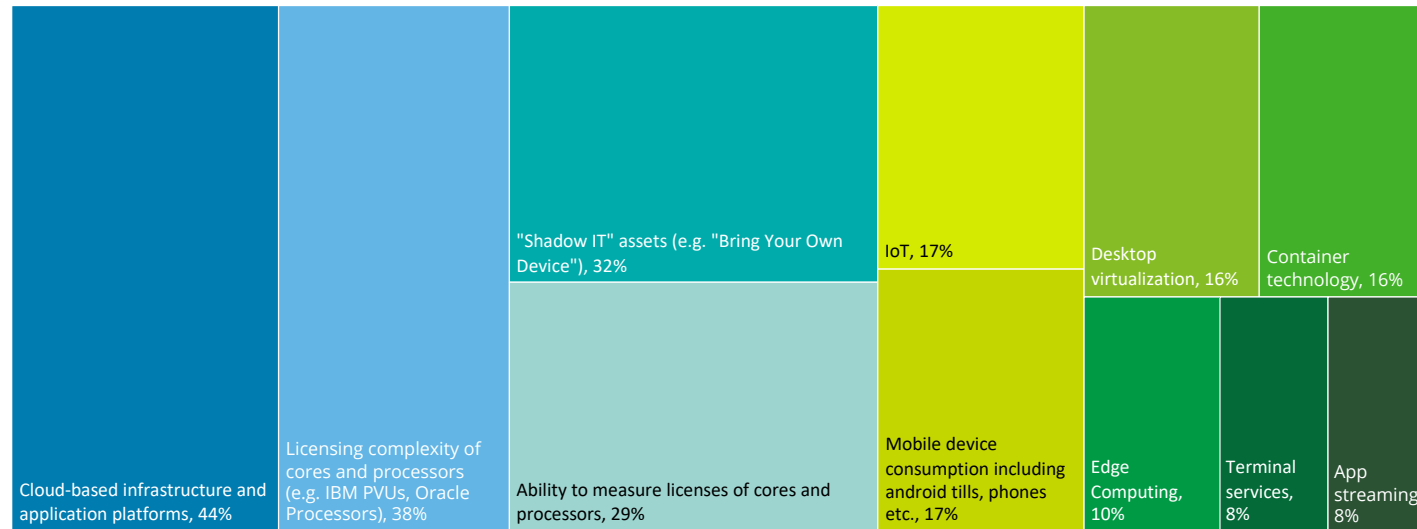 Cloud-based infrastructure and
application platforms, 44%
Licensing complexity of
cores and processors
(e.g. IBM PVUs, Oracle
Processors), 38%
"Shadow IT" assets (e.g. "Bring Your Own
Device"), 32%
Ability to measure licenses of cores and
processors, 29%
IoT, 17%
Mobile device
consumption including
android tills, phones
etc., 17%
Desktop
virtualization, 16%
Container
technology, 16%
Edge
Computing,
10%
Terminal
services,
8%
App
streaming
8%